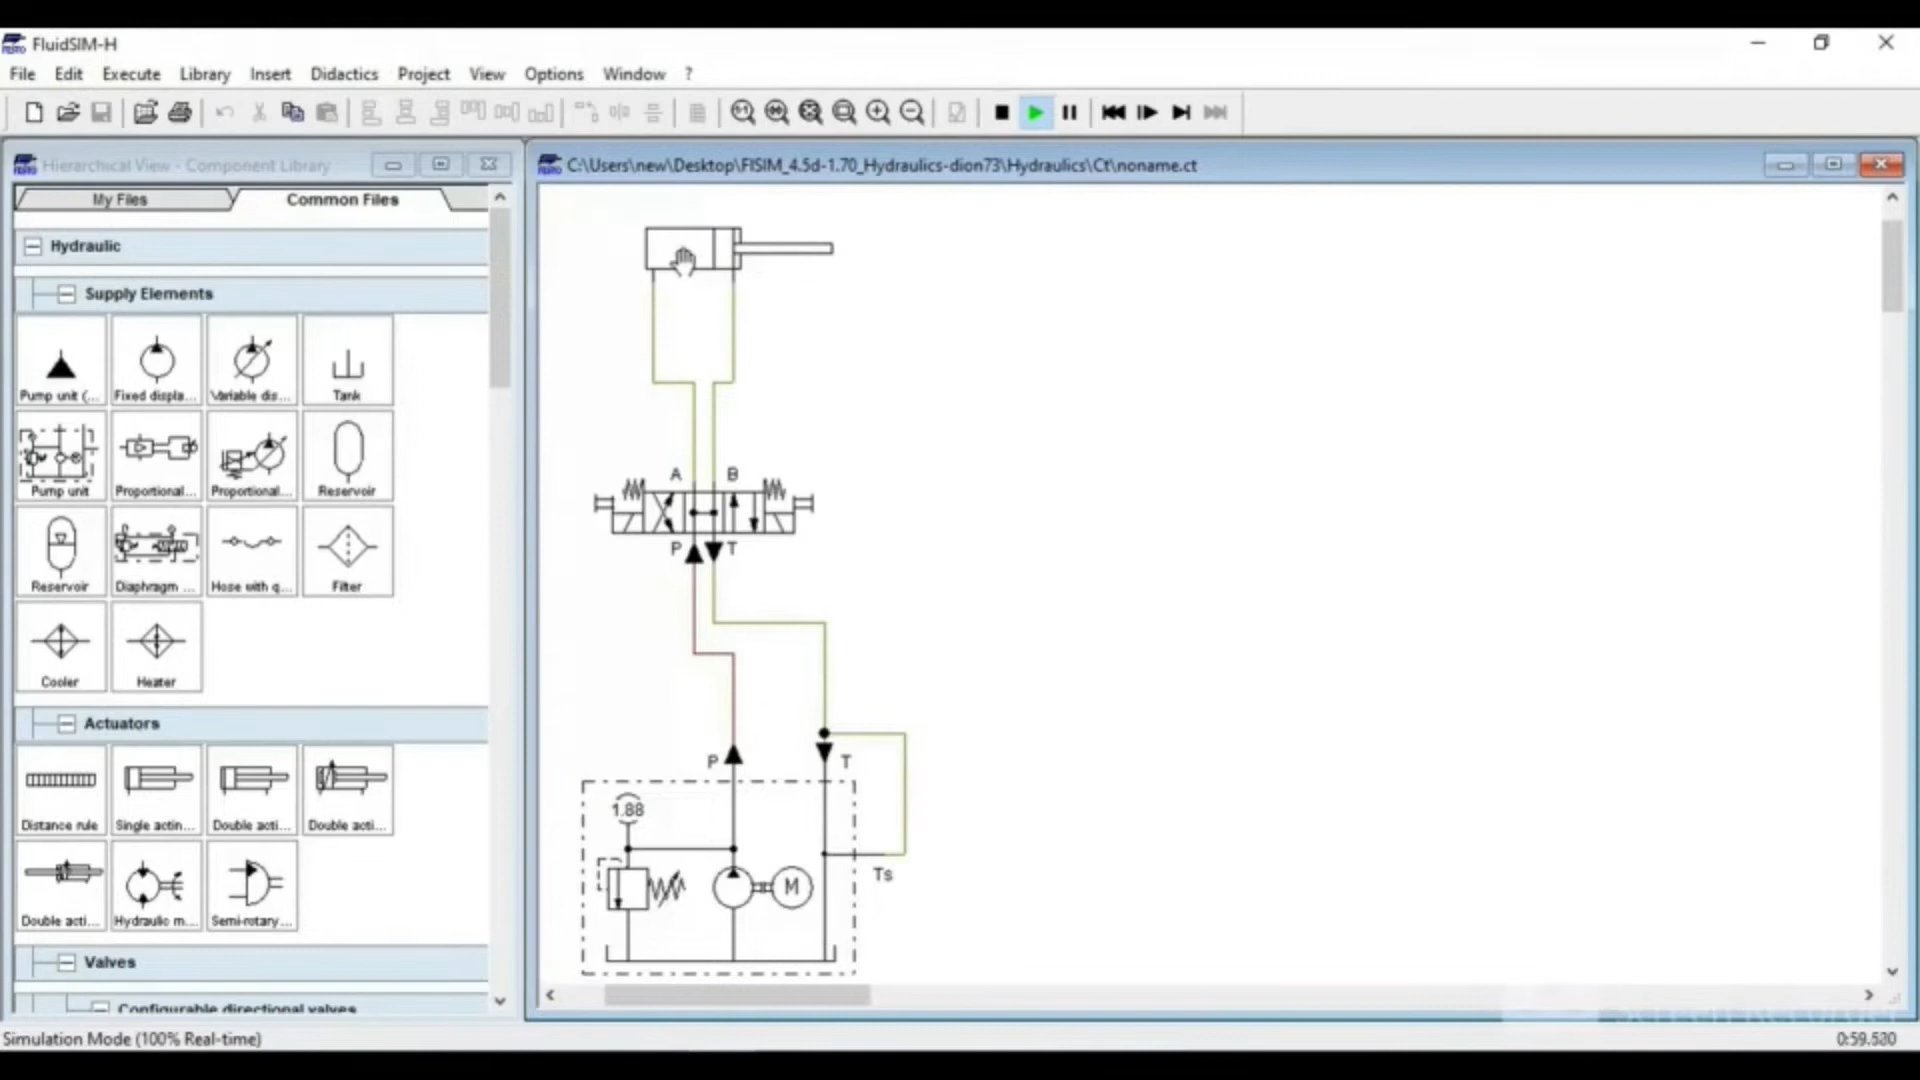 FluidSIM-H
File Edit Execute Library Insert Didactics Project View Options Window ?
Hierarchical View - Component Library
C:\Users\new\Desktop\FISIM_4.5d-1.70_Hydraulics-dion73\Hydraulics\Ct\noname.ct
My Files Common Files
Hydraulic
Supply Elements
Pump unit (... Fixed displa... Variable dis... Tank
Pump unit Proportional... Proportional... Reservoir
Reservoir Diaphragm ... Hose with q... Filter
Cooler Heater
Actuators
Distance rule Single actin... Double acti... Double acti...
Double acti... Hydraulic m... Semi-rotary ...
Valves
Configurable directional valves
A B
P T
P T
1.88
M
Ts
Simulation Mode (100% Real-time)